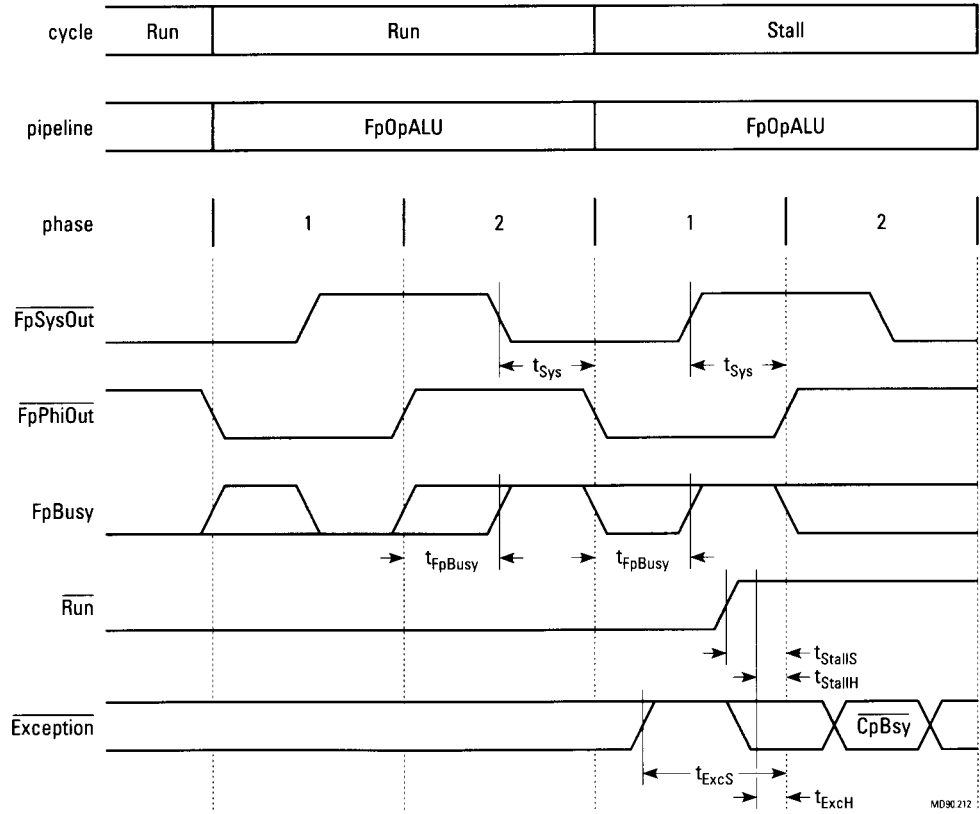 cycle Run Run Stall
pipeline FpOpALU FpOpALU
phase 1 2 1 2
FpSysOut
tSys tSys
FpPhiOut
FpBusy
tFpBusy tFpBusy
Run
tStallS
tStallH
Exception CpBsy
tExcS
tExcH
MD90.212